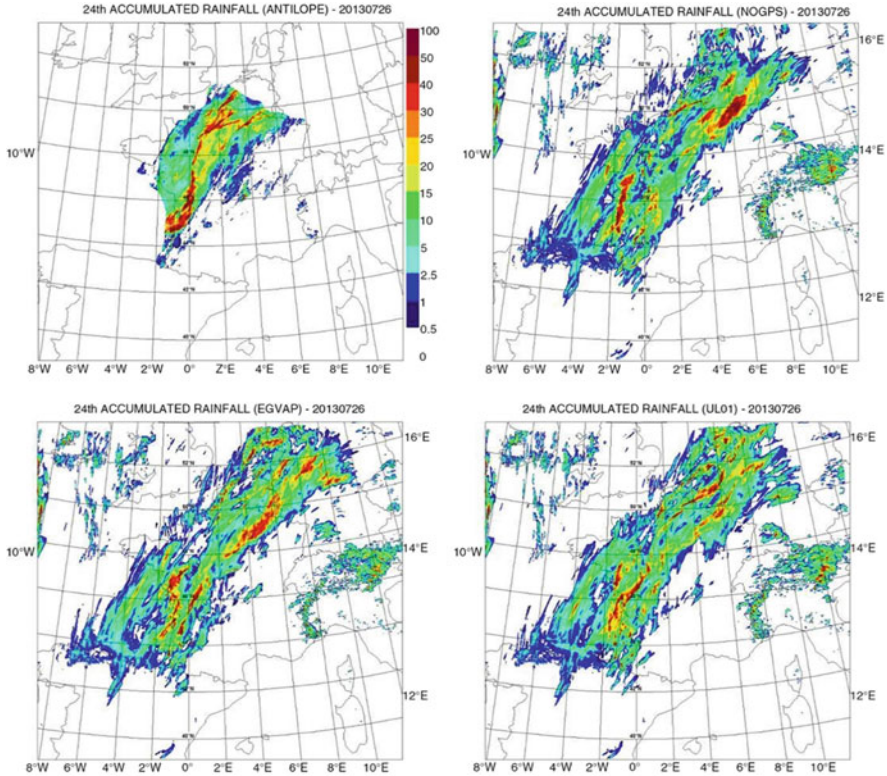 24th ACCUMULATED RAINFALL (ANTILOPE) - 20130726
100
50
40
30
25
20
15
10
5
2.5
1
0.5
0
10°W
8°W 6°W 4°W 2°W 0° Z°E 4°E 6°E 8°E 10°E
24th ACCUMULATED RAINFALL (NOGPS) - 20130726
16°E
14°E
12°E
10°W
8°W 6°W 4°W 2°W 0° 2°E 4°E 6°E 8°E 10°E
24th ACCUMULATED RAINFALL (EGVAP) - 20130726
16°E
14°E
12°E
10°W
8°W 6°W 4°W 2°W 0° 2°E 4°E 6°E 8°E 10°E
24th ACCUMULATED RAINFALL (UL01) - 20130726
16°E
14°E
12°E
10°W
8°W 6°W 4°W 2°W 0° 2°E 4°E 6°E 8°E 10°E